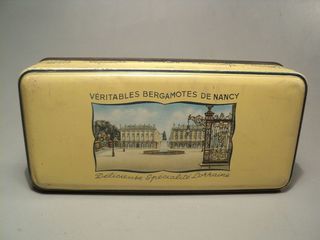 VÉRITABLES BERGAMOTES DE NANCY
Délicieuse Spécialité Lorraine